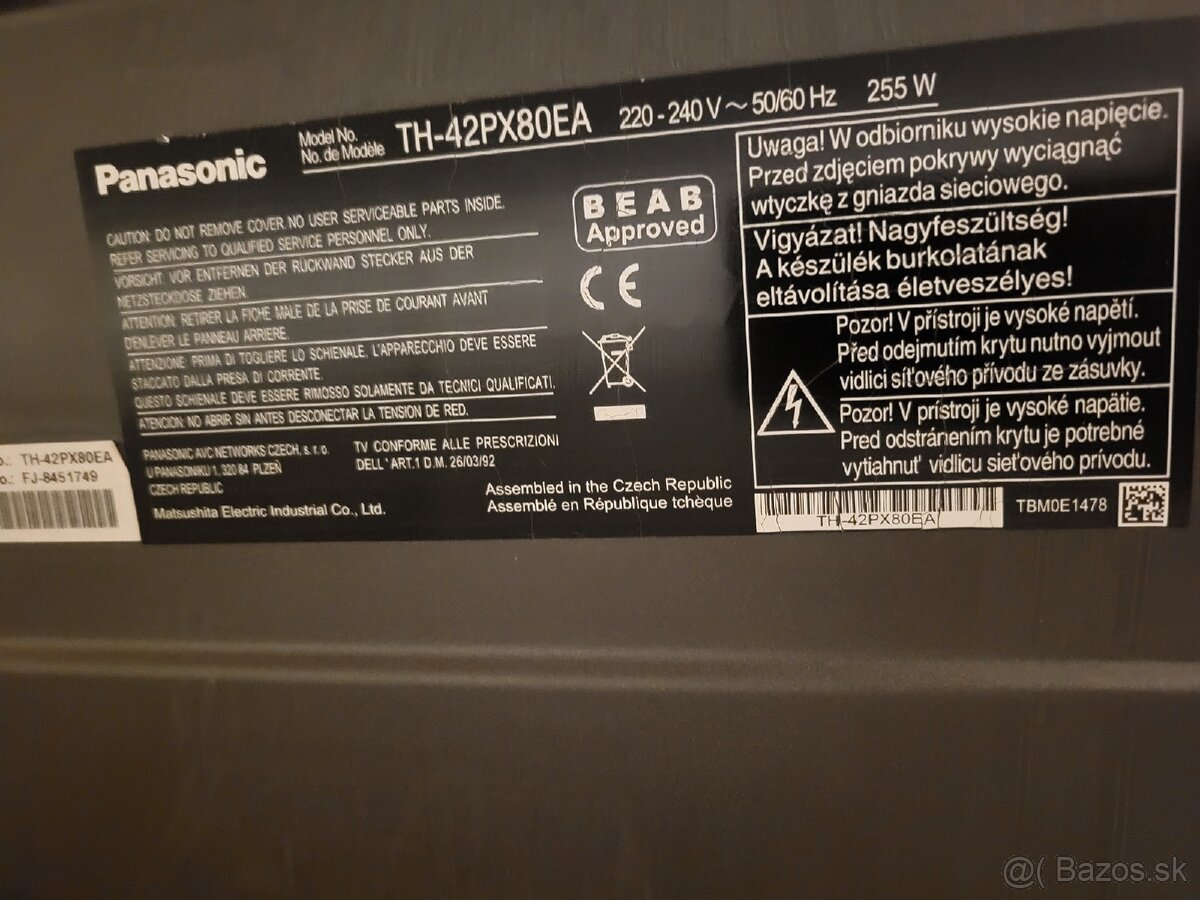 Panasonic
Model No.
No. de Modèle
TH-42PX80EA
220-240 V ~ 50/60 Hz
255 W
CAUTION: DO NOT REMOVE COVER NO USER SERVICEABLE PARTS INSIDE.
REFER SERVICING TO QUALIFIED SERVICE PERSONNEL ONLY.
VORSICHT: VOR ENTFERNEN DER RÜCKWAND STECKER AUS DER
NETZSTECKDOSE ZIEHEN.
ATTENTION: RETIRER LA FICHE MALE DE LA PRISE DE COURANT AVANT
D'ENLEVER LE PANNEAU ARRIERE.
ATTENZIONE: PRIMA DI TOGLIERE LO SCHIENALE, L'APPARECCHIO DEVE ESSERE
STACCATO DALLA PRESA DI CORRENTE.
QUESTO SCHIENALE DEVE ESSERE RIMOSSO SOLAMENTE DA TECNICI QUALIFICATI.
ATENCION: NO ABRIR SIN ANTES DESCONECTAR LA TENSION DE RED.
PANASONIC AVC NETWORKS CZECH, s. r. o.
U PANASONIKU 1, 320 84 PLZEŇ
CZECH REPUBLIC
TV CONFORME ALLE PRESCRIZIONI
DELL' ART.1 D.M. 26/03/92
Matsushita Electric Industrial Co., Ltd.
Assembled in the Czech Republic
Assemblé en République tchèque
BEAB
Approved
CE
Uwaga! W odbiorniku wysokie napięcie.
Przed zdjęciem pokrywy wyciągnąć
wtyczkę z gniazda sieciowego.
Vigyázat! Nagyfeszültség!
A készülék burkolatának
eltávolítása életveszélyes!
Pozor! V přístroji je vysoké napětí.
Před odejmutím krytu nutno vyjmout
vidlici síťového přívodu ze zásuvky.
Pozor! V prístroji je vysoké napätie.
Pred odstránením krytu je potrebné
vytiahnuť vidlicu sieťového prívodu.
TH-42PX80EA
TBM0E1478
o.: TH-42PX80EA
o.: FJ-8451749
@( Bazos.sk